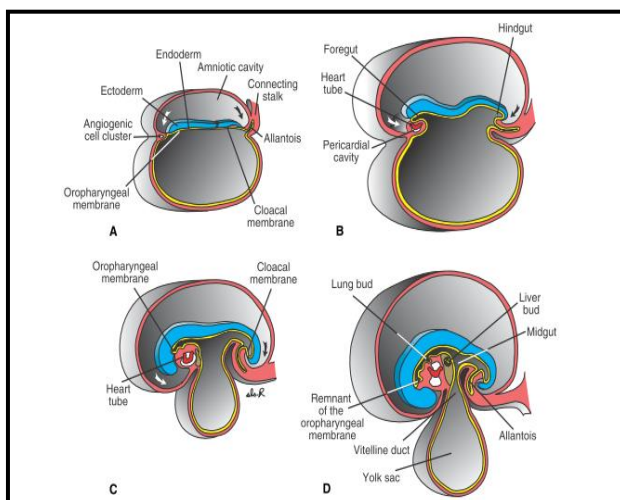 Endoderm
Amniotic cavity
Ectoderm
Connecting
stalk
Angiogenic
cell cluster
Allantois
Oropharyngeal
membrane
Cloacal
membrane
A
Hindgut
Foregut
Heart
tube
Pericardial
cavity
B
Oropharyngeal
membrane
Cloacal
membrane
Heart
tube
C
Lung bud
Liver
bud
Midgut
Remnant
of the
oropharyngeal
membrane
Allantois
Vitelline duct
Yolk sac
D